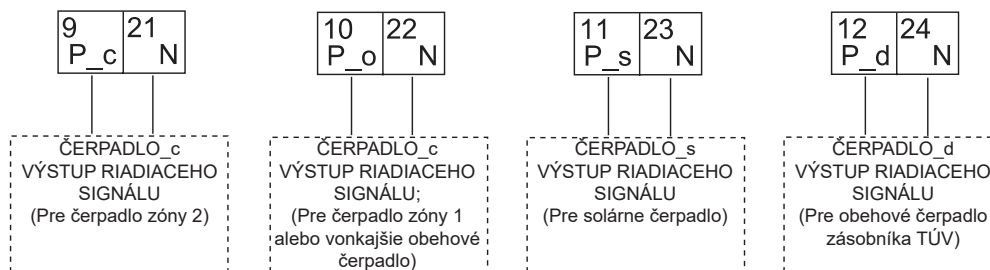 9 21
P_c N
ČERPADLO_c
VÝSTUP RIADIACEHO
SIGNÁLU
(Pre čerpadlo zóny 2)
10 22
P_o N
ČERPADLO_c
VÝSTUP RIADIACEHO
SIGNÁLU;
(Pre čerpadlo zóny 1
alebo vonkajšie obehové
čerpadlo)
11 23
P_s N
ČERPADLO_s
VÝSTUP RIADIACEHO
SIGNÁLU
(Pre solárne čerpadlo)
12 24
P_d N
ČERPADLO_d
VÝSTUP RIADIACEHO
SIGNÁLU
(Pre obehové čerpadlo
zásobníka TÚV)